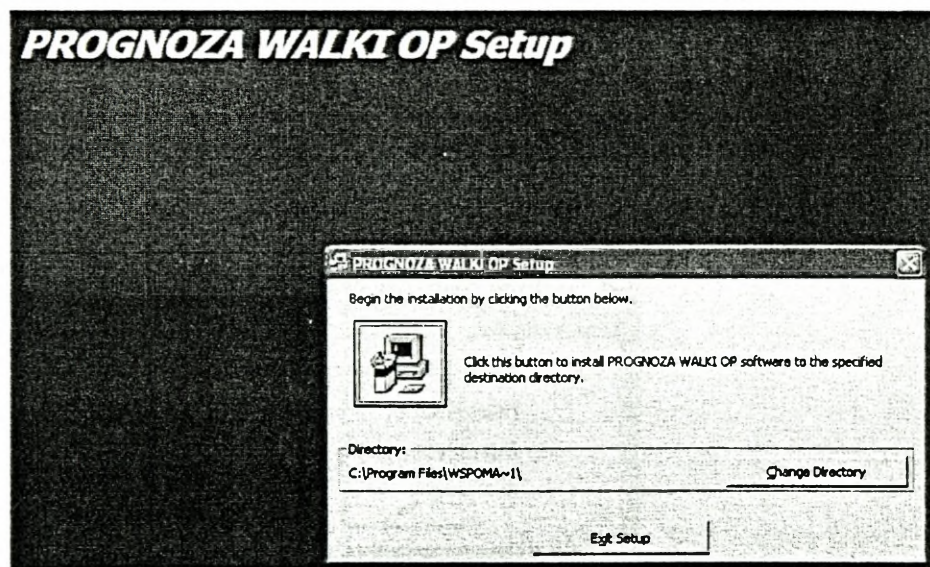 PROGNOZA WALKI OP Setup
PROGNOZA WALKI OP Setup
Begin the installation by clicking the button below.
Click this button to install PROGNOZA WALKI OP software to the specified
destination directory.
Directory:
C:\Program Files\WSPOMA~1\
Change Directory
Exit Setup